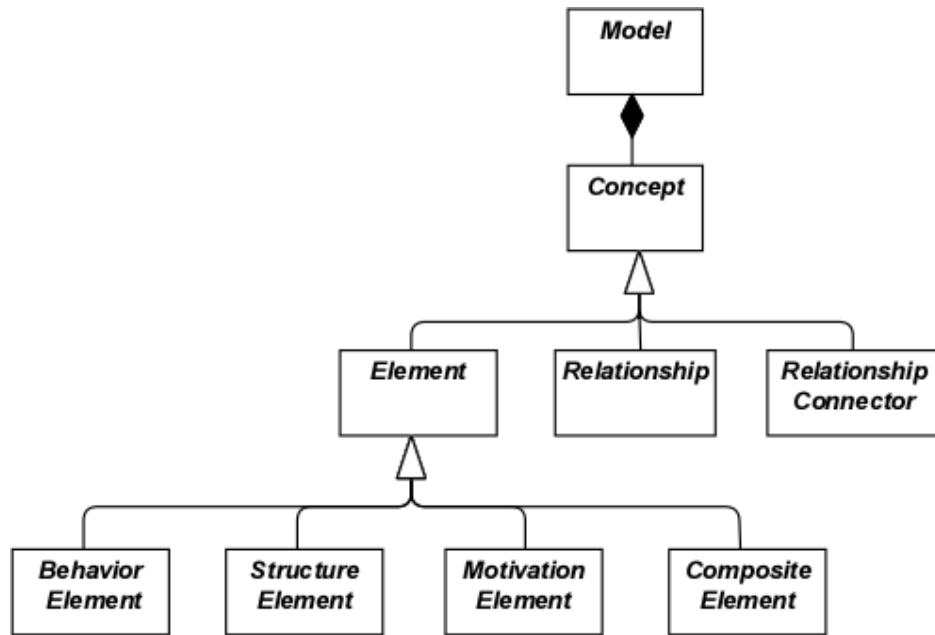 Model
Concept
Element
Relationship
Relationship
Connector
Behavior
Element
Structure
Element
Motivation
Element
Composite
Element